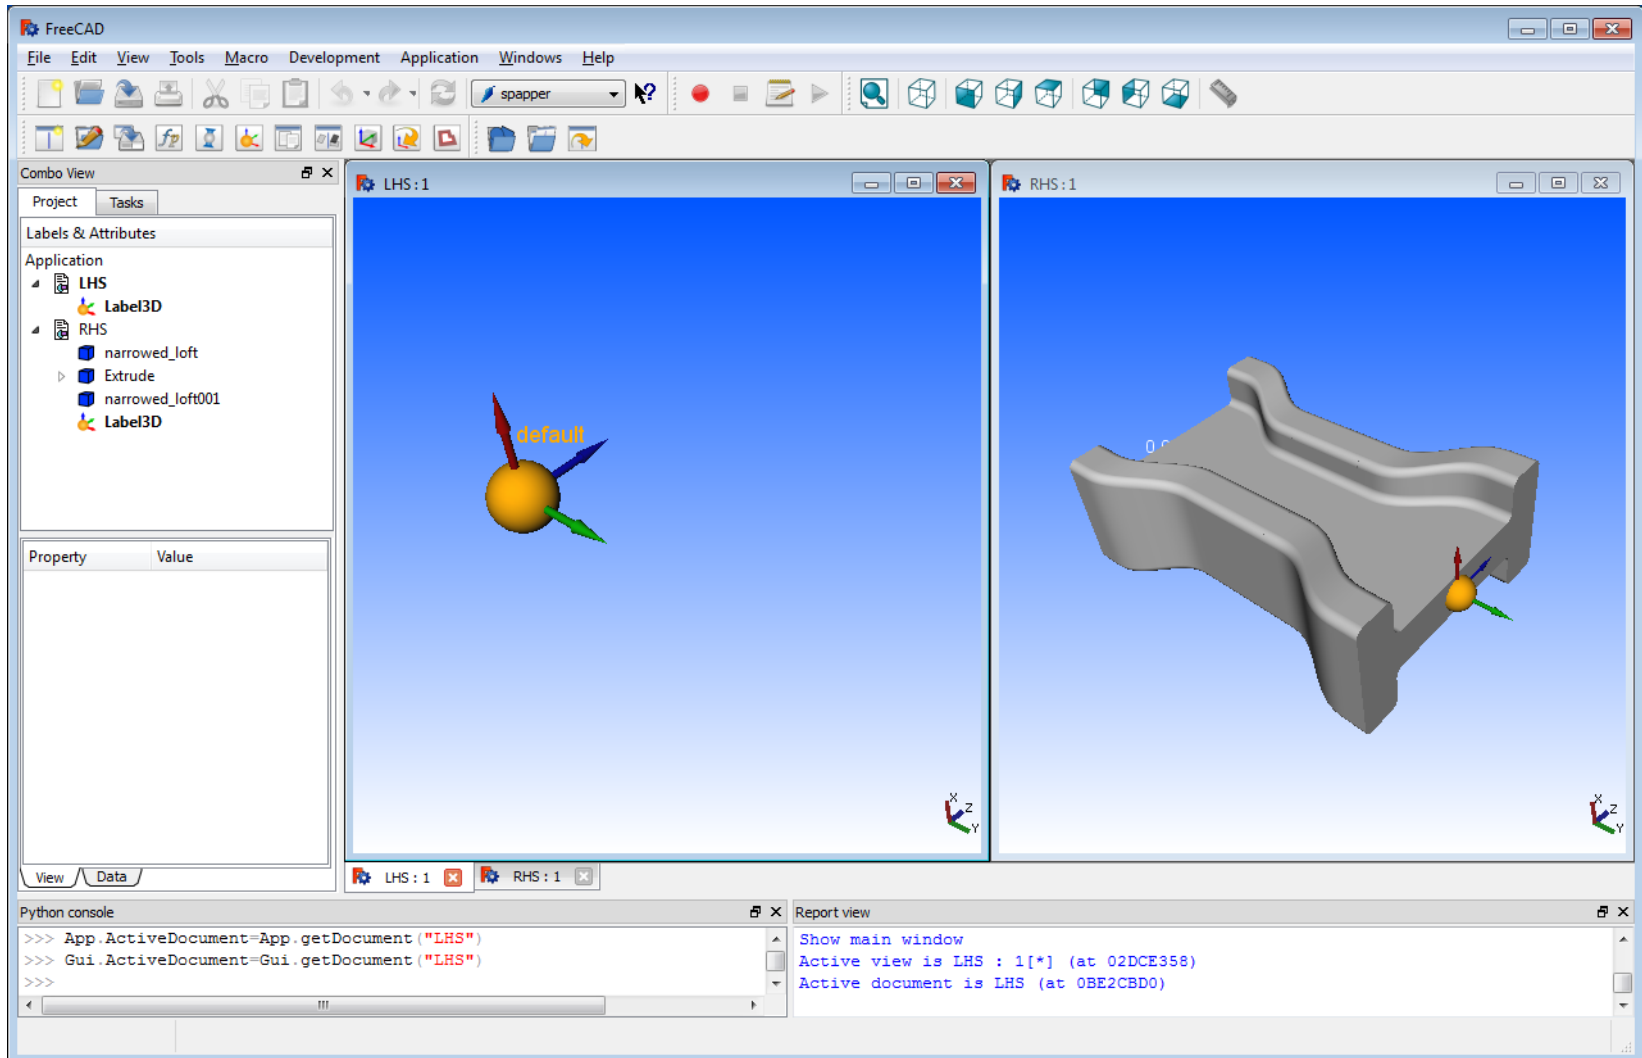 FreeCAD
File Edit View Tools Macro Development Application Windows Help
spapper
Combo View
Project Tasks
Labels & Attributes
Application
LHS
Label3D
RHS
narrowed_loft
Extrude
narrowed_loft001
Label3D
Property Value
View Data
LHS : 1
default
X
Z
Y
RHS : 1
X
Z
Y
LHS : 1 RHS : 1
Python console
>>> App.ActiveDocument=App.getDocument("LHS")
>>> Gui.ActiveDocument=Gui.getDocument("LHS")
>>>
Report view
Show main window
Active view is LHS : 1[*] (at 02DCE358)
Active document is LHS (at 0BE2CBD0)